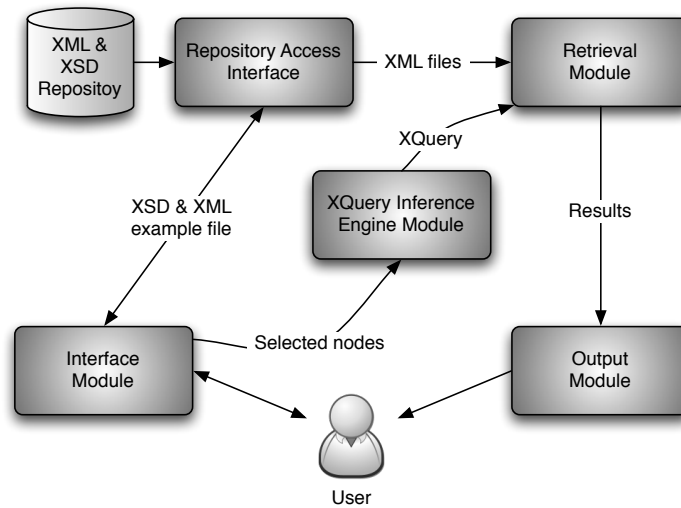 XML &
XSD
Repositoy
Repository Access
Interface
XML files
Retrieval
Module
XQuery
XSD & XML
example file
XQuery Inference
Engine Module
Results
Interface
Module
Selected nodes
Output
Module
User